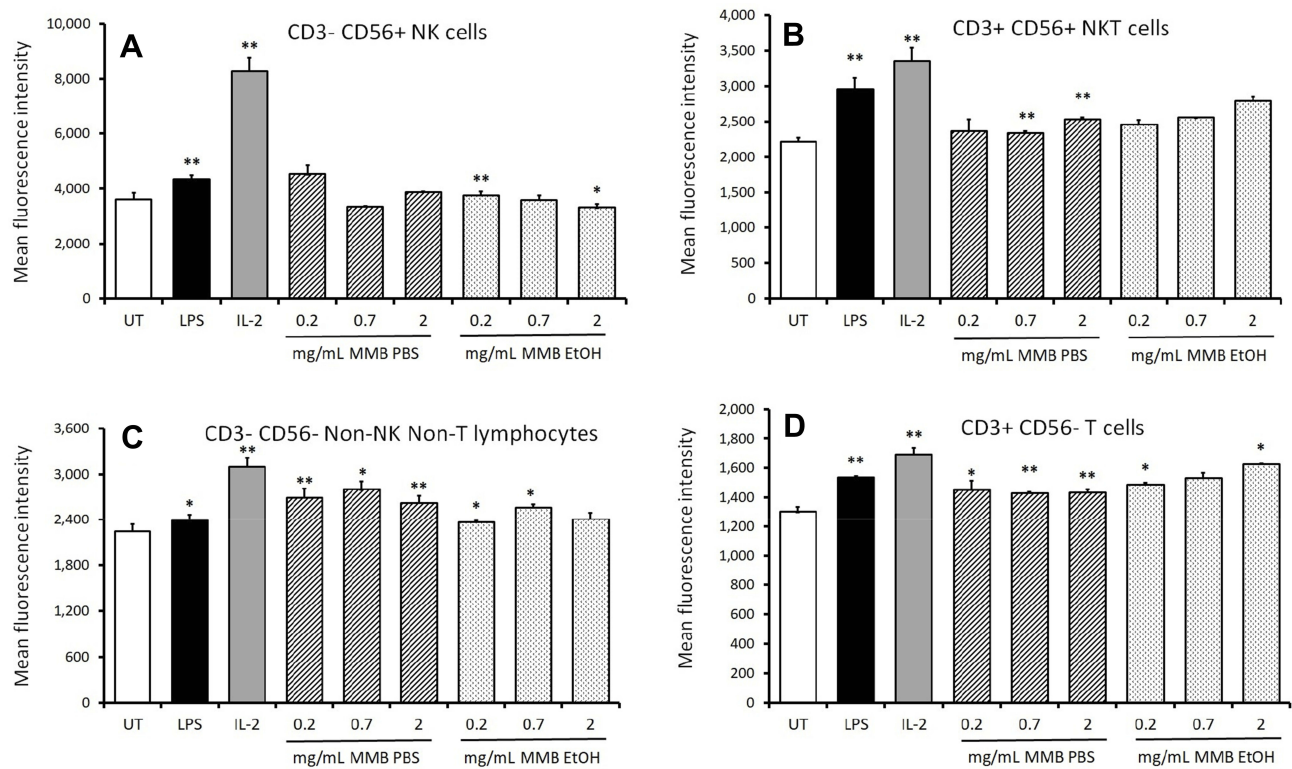 A
CD3- CD56+ NK cells
Mean fluorescence intensity
10,000
8,000
6,000
4,000
2,000
0
**
**
**
*
UT LPS IL-2 0.2 0.7 2 0.2 0.7 2
mg/mL MMB PBS mg/mL MMB EtOH
B
CD3+ CD56+ NKT cells
Mean fluorescence intensity
4,000
3,500
3,000
2,500
2,000
1,500
1,000
500
0
**
**
**
**
UT LPS IL-2 0.2 0.7 2 0.2 0.7 2
mg/mL MMB PBS mg/mL MMB EtOH
C
CD3- CD56- Non-NK Non-T lymphocytes
Mean fluorescence intensity
3,600
3,000
2,400
1,800
1,200
600
0
*
**
**
*
**
*
*
UT LPS IL-2 0.2 0.7 2 0.2 0.7 2
mg/mL MMB PBS mg/mL MMB EtOH
D
CD3+ CD56- T cells
Mean fluorescence intensity
2,000
1,800
1,600
1,400
1,200
1,000
800
600
400
200
0
**
**
*
**
**
*
*
UT LPS IL-2 0.2 0.7 2 0.2 0.7 2
mg/mL MMB PBS mg/mL MMB EtOH